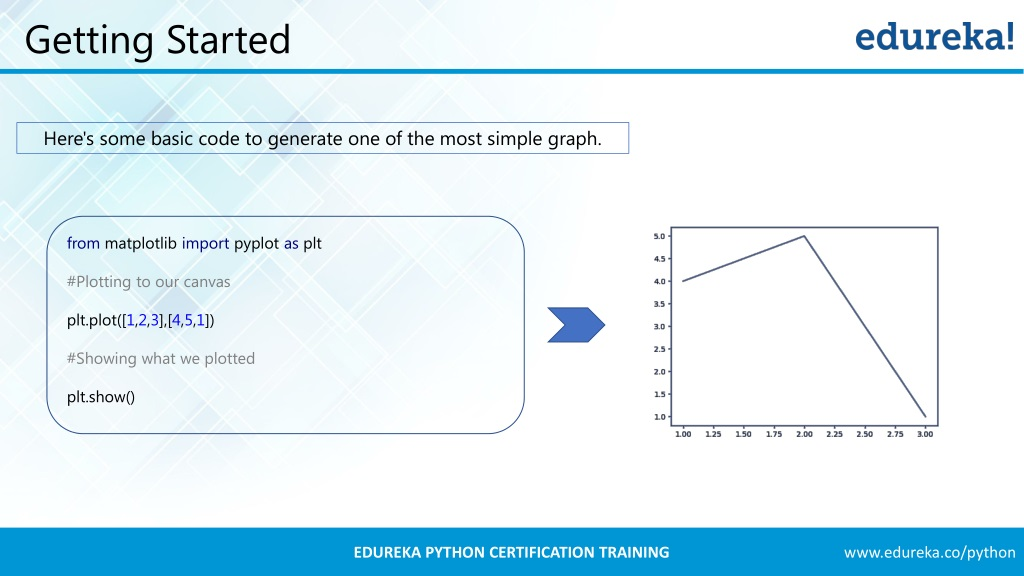 Getting Started
edureka!
Here's some basic code to generate one of the most simple graph.
from matplotlib import pyplot as plt
#Plotting to our canvas
plt.plot([1,2,3],[4,5,1])
#Showing what we plotted
plt.show()
5.0
4.5
4.0
3.5
3.0
2.5
2.0
1.5
1.0
1.00 1.25 1.50 1.75 2.00 2.25 2.50 2.75 3.00
EDUREKA PYTHON CERTIFICATION TRAINING
www.edureka.co/python